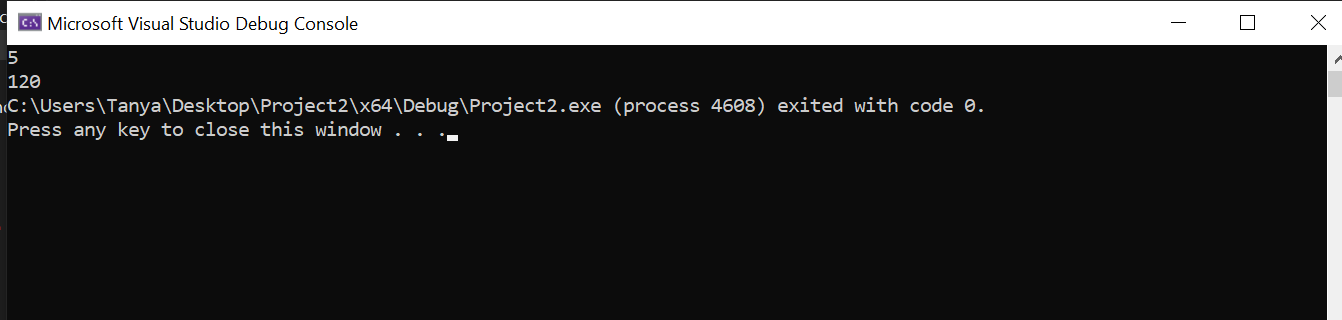 Microsoft Visual Studio Debug Console
5
120
C:\Users\Tanya\Desktop\Project2\x64\Debug\Project2.exe (process 4608) exited with code 0.
Press any key to close this window . . .